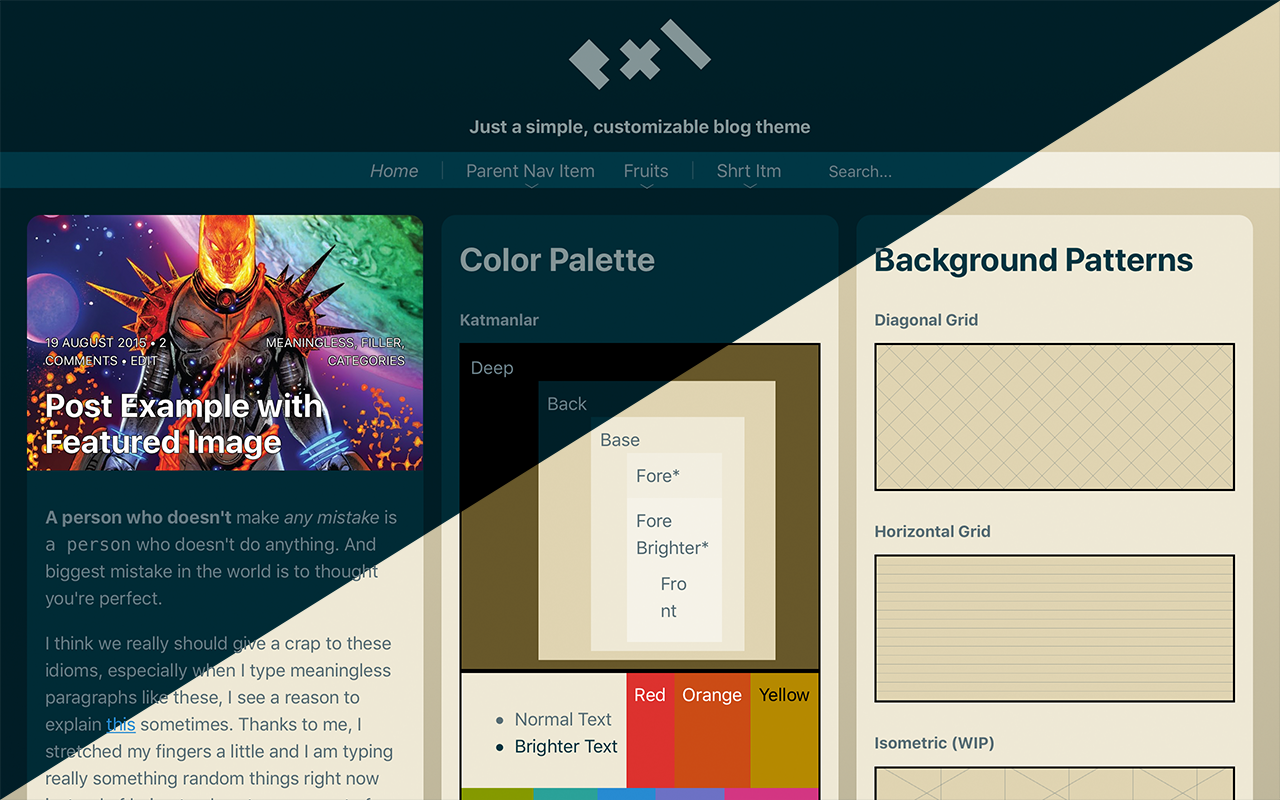 exl
Just a simple, customizable blog theme
Home
Parent Nav Item
Fruits
Shrt Itm
Search...
19 AUGUST 2015 • 2
COMMENTS • EDIT
MEANINGLESS, FILLER,
CATEGORIES
Post Example with
Featured Image
A person who doesn't make any mistake is
a person who doesn't do anything. And
biggest mistake in the world is to thought
you're perfect.
I think we really should give a crap to these
idioms, especially when I type meaningless
paragraphs like these, I see a reason to
explain this sometimes. Thanks to me, I
stretched my fingers a little and I am typing
really something random things right now
Color Palette
Katmanlar
Deep
Back
Base
Fore*
Fore
Brighter*
Fro
nt
• Normal Text
• Brighter Text
Red
Orange
Yellow
Background Patterns
Diagonal Grid
Horizontal Grid
Isometric (WIP)